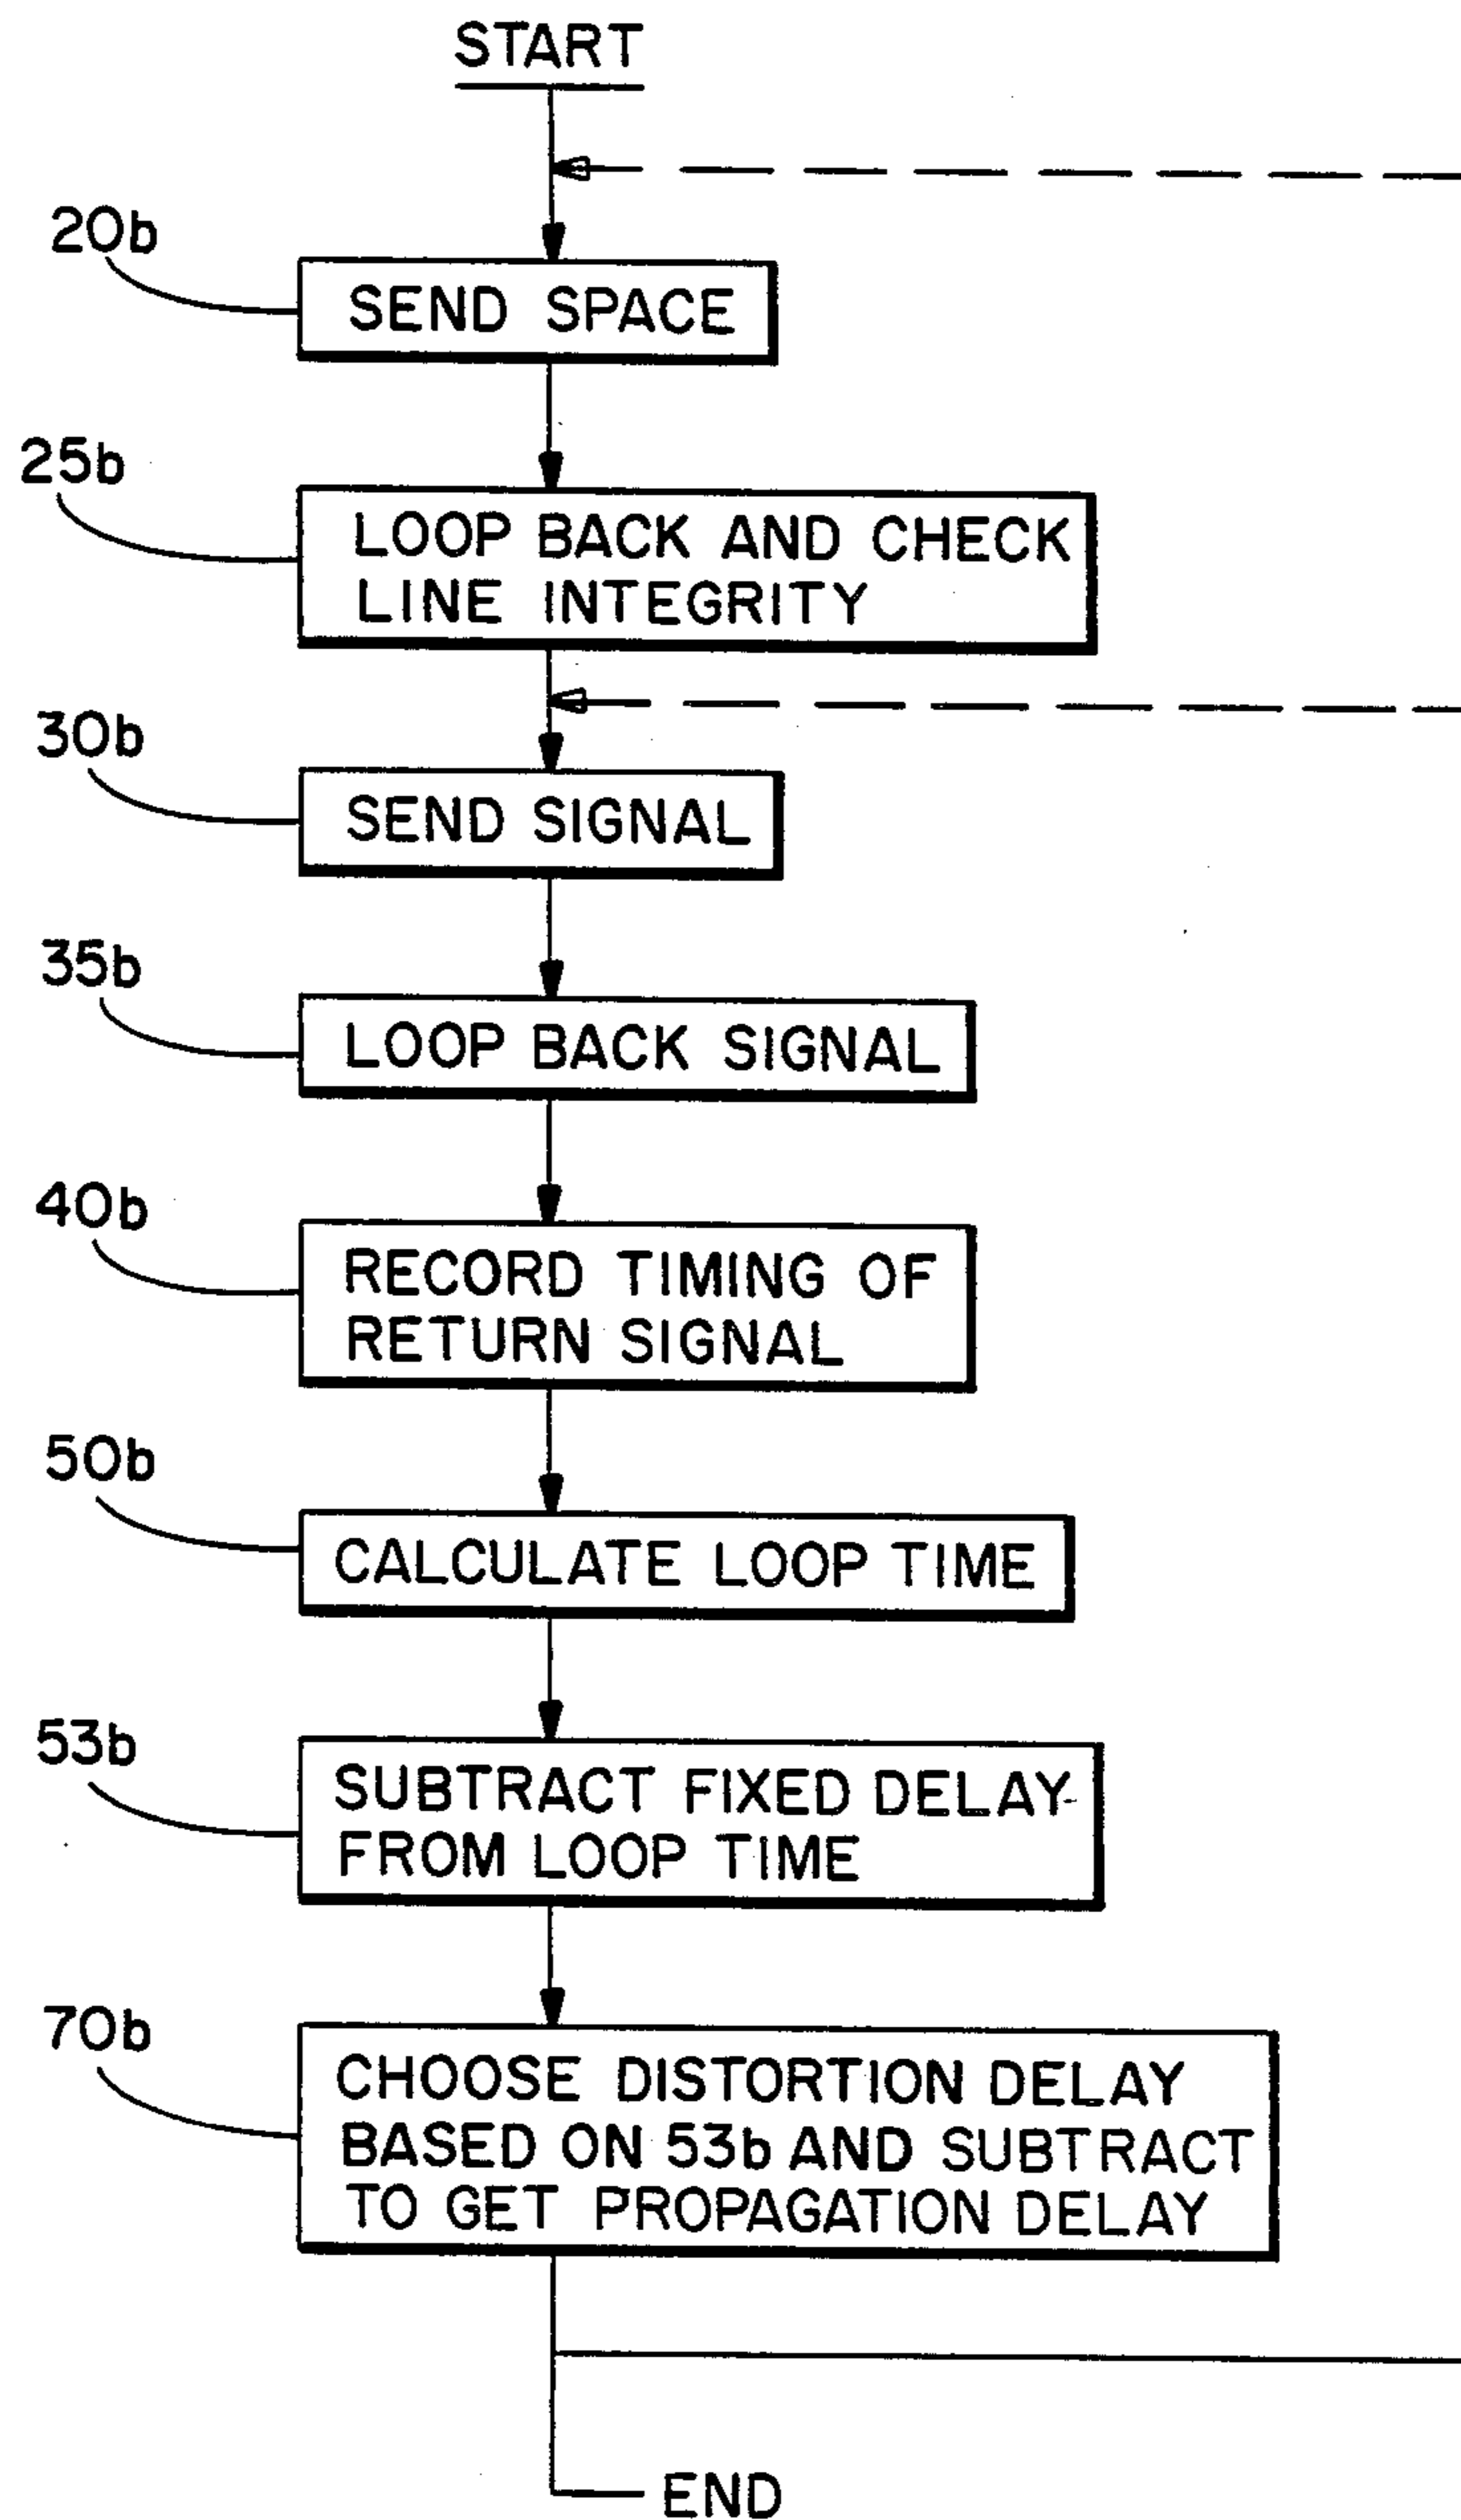 START
20b
SEND SPACE
25b
LOOP BACK AND CHECK
LINE INTEGRITY
30b
SEND SIGNAL
35b
LOOP BACK SIGNAL
40b
RECORD TIMING OF
RETURN SIGNAL
50b
CALCULATE LOOP TIME
53b
SUBTRACT FIXED DELAY
FROM LOOP TIME
70b
CHOOSE DISTORTION DELAY
BASED ON 53b AND SUBTRACT
TO GET PROPAGATION DELAY
END